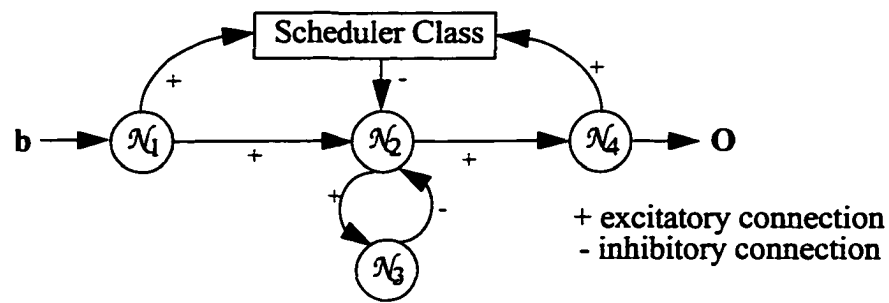 Scheduler Class
+ - +
b N1 + N2 + N4 O
+ -
N3
+ excitatory connection
- inhibitory connection